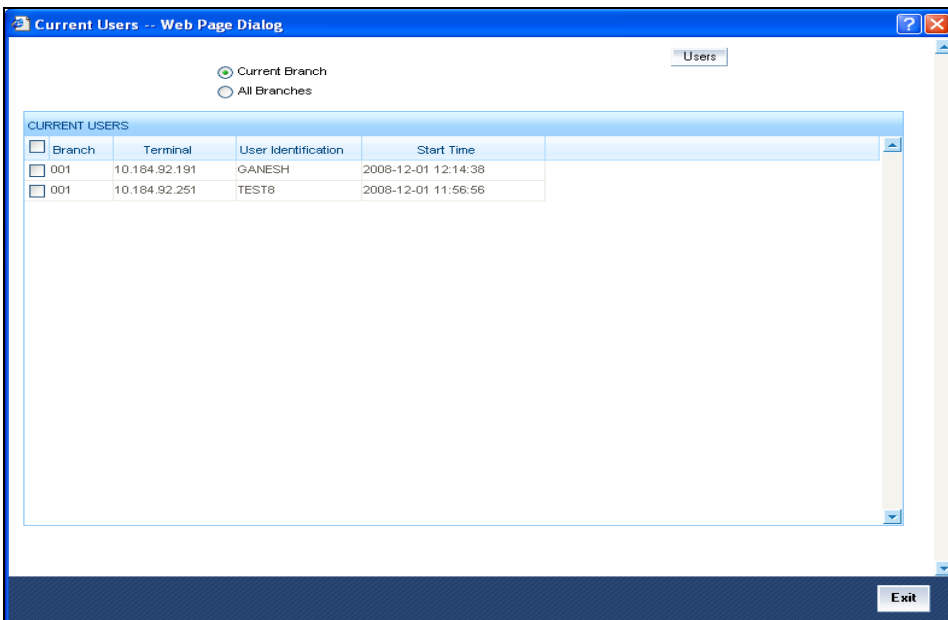 Current Users -- Web Page Dialog
Users
Current Branch
All Branches
CURRENT USERS
Branch Terminal User Identification Start Time
001 10.184.92.191 GANESH 2008-12-01 12:14:38
001 10.184.92.251 TEST8 2008-12-01 11:56:56
Exit